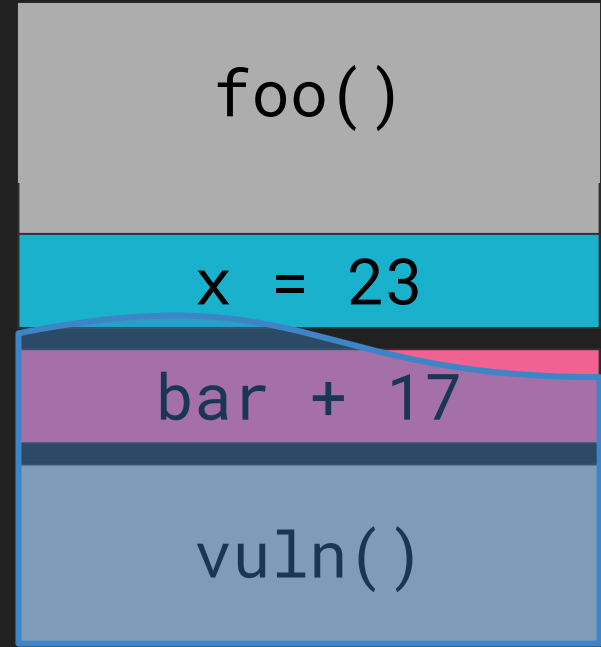 foo()
x = 23
bar + 17
vuln()